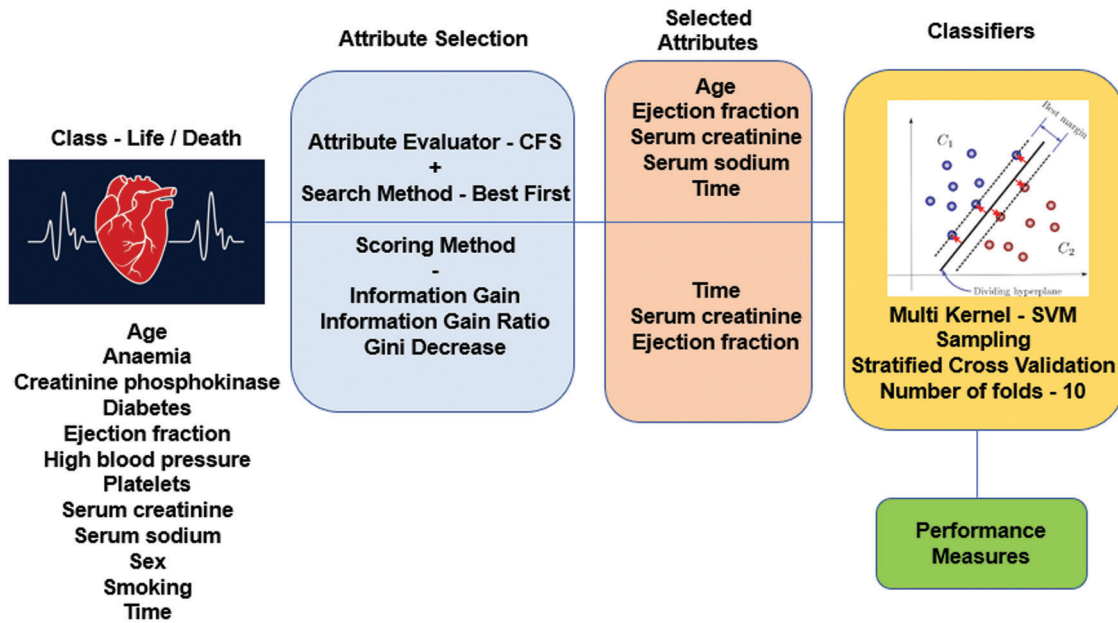 Class - Life / Death
Age
Anaemia
Creatinine phosphokinase
Diabetes
Ejection fraction
High blood pressure
Platelets
Serum creatinine
Serum sodium
Sex
Smoking
Time
Attribute Selection
Attribute Evaluator - CFS
+
Search Method - Best First
Scoring Method
-
Information Gain
Information Gain Ratio
Gini Decrease
Selected
Attributes
Age
Ejection fraction
Serum creatinine
Serum sodium
Time
Time
Serum creatinine
Ejection fraction
Classifiers
Best margin
C1
C2
Dividing hyperplane
Multi Kernel - SVM
Sampling
Stratified Cross Validation
Number of folds - 10
Performance
Measures